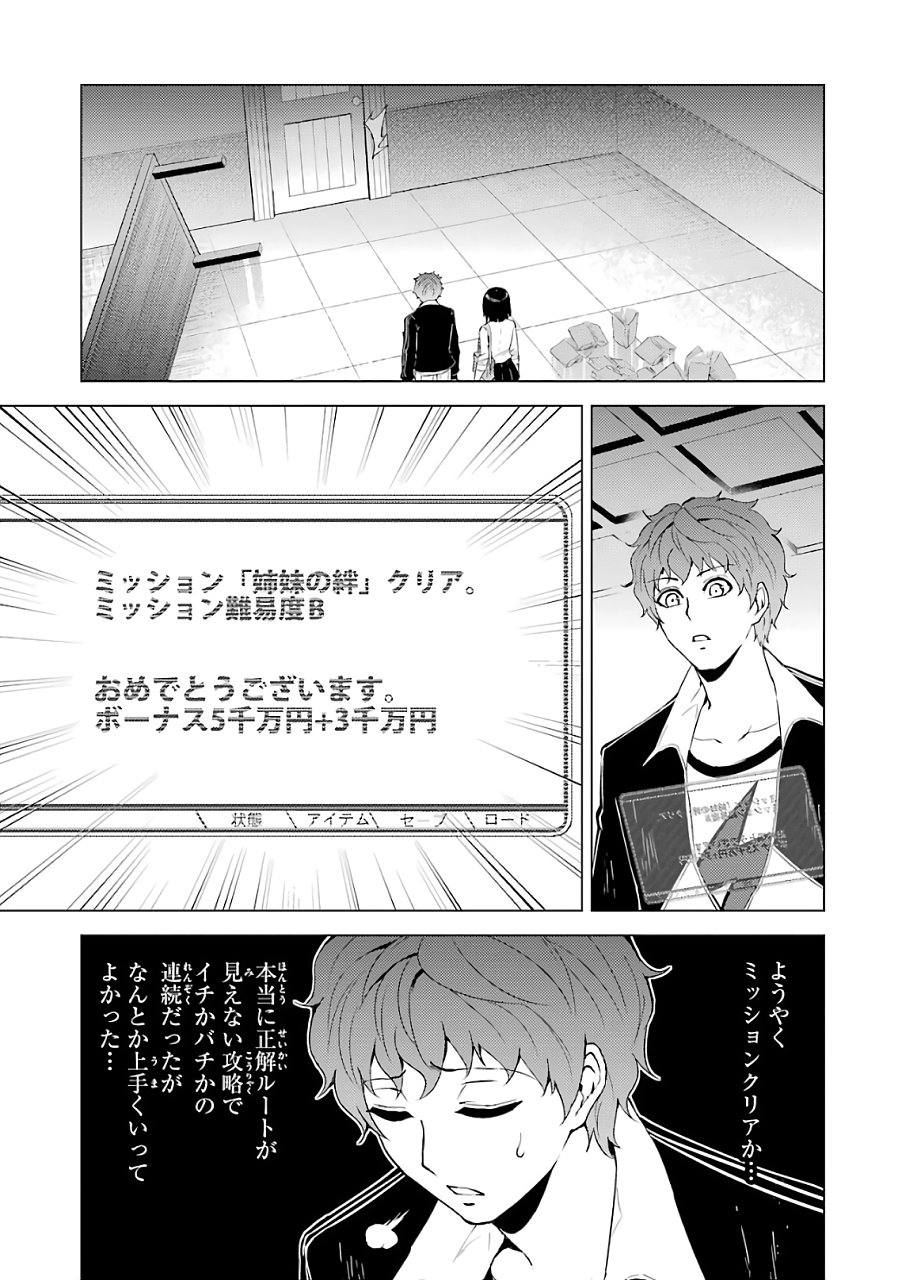 ミッション「姉妹の絆」クリア。
ミッション難易度B
おめでとうございます。
ボーナス5千万円+3千万円
状態 アイテム セーブ ロード
ようやく
ミッションクリアか…
本当に正解ルートが
見えない攻略で
イチかバチかの
連続だったが
なんとか上手くいって
よかった…